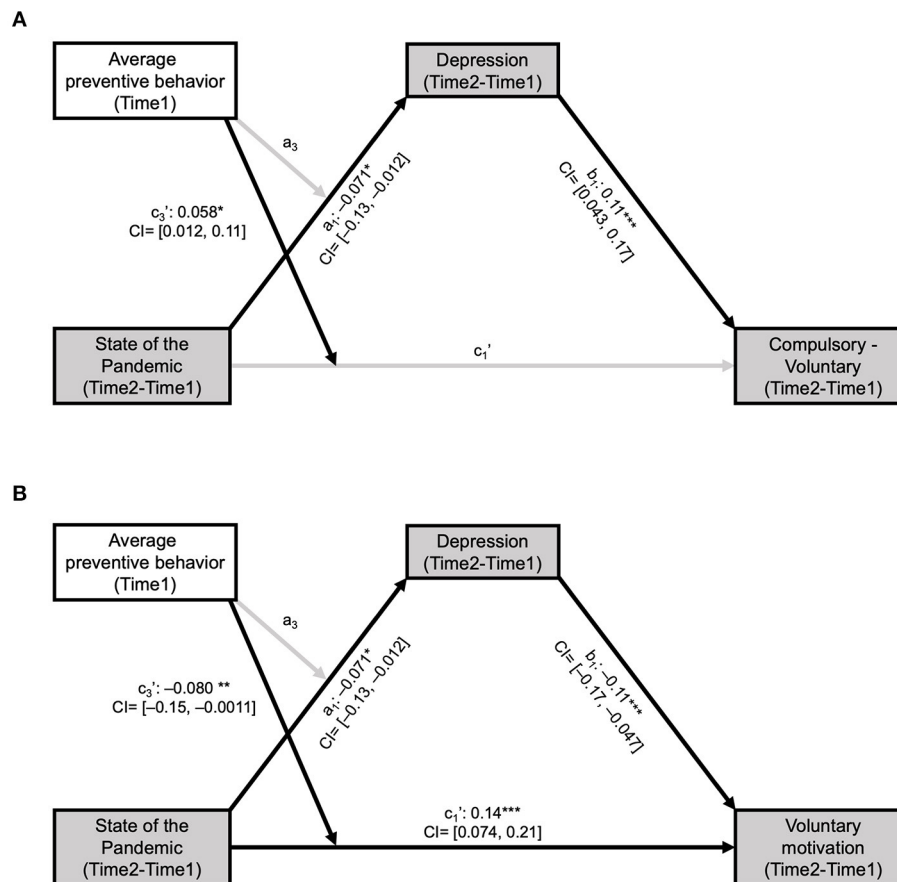 A
Average
preventive behavior
(Time1)
Depression
(Time2-Time1)
a₃
a₁: –0.071*
CI= [–0.13, –0.012]
b₁: 0.11***
CI= [0.043, 0.17]
c₃’: 0.058*
CI= [0.012, 0.11]
State of the
Pandemic
(Time2-Time1)
c₁’
Compulsory -
Voluntary
(Time2-Time1)
B
Average
preventive behavior
(Time1)
Depression
(Time2-Time1)
a₃
a₁: –0.071*
CI= [–0.13, –0.012]
b₁: –0.11***
CI= [–0.17, –0.047]
c₃’: –0.080 **
CI= [–0.15, –0.0011]
State of the
Pandemic
(Time2-Time1)
c₁’: 0.14***
CI= [0.074, 0.21]
Voluntary
motivation
(Time2-Time1)